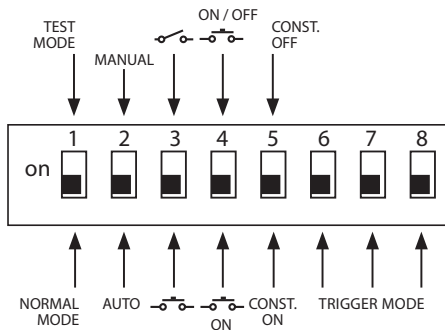 TEST
MODE
MANUAL
ON / OFF
CONST.
OFF
1 2 3 4 5 6 7 8
on
NORMAL
MODE
AUTO
ON
CONST.
ON
TRIGGER MODE